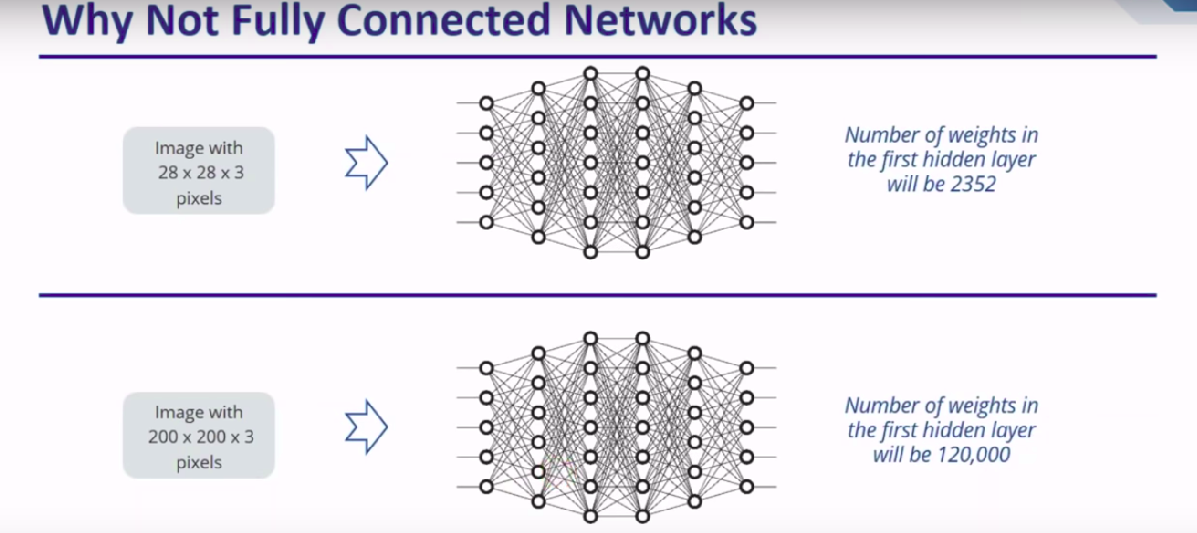 Why Not Fully Connected Networks
Image with
28 x 28 x 3
pixels
Number of weights in
the first hidden layer
will be 2352
Image with
200 x 200 x 3
pixels
Number of weights in
the first hidden layer
will be 120,000